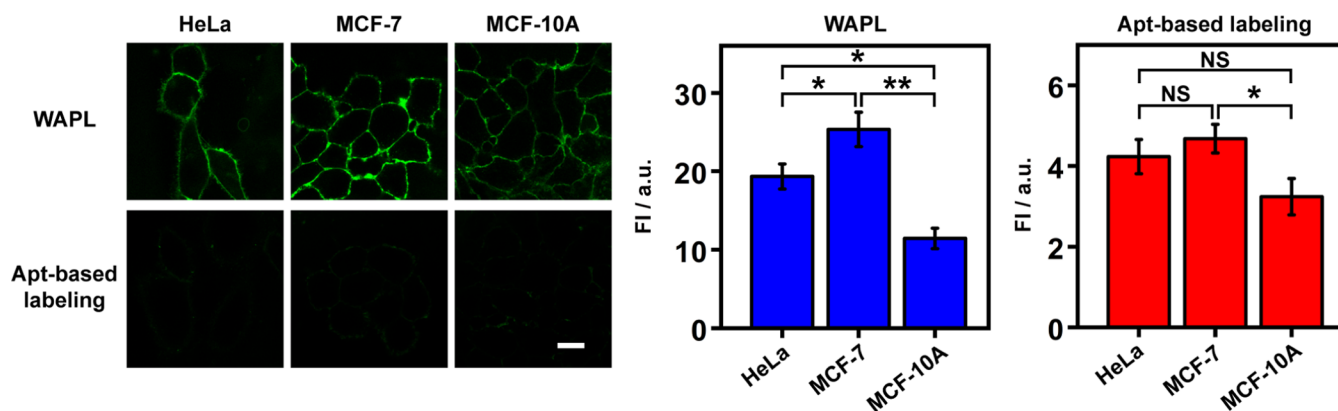 HeLa
MCF-7
MCF-10A
WAPL
Apt-based
labeling
WAPL
FI / a.u.
30
20
10
0
*
*
**
HeLa
MCF-7
MCF-10A
Apt-based labeling
FI / a.u.
6
4
2
0
NS
NS
*
HeLa
MCF-7
MCF-10A